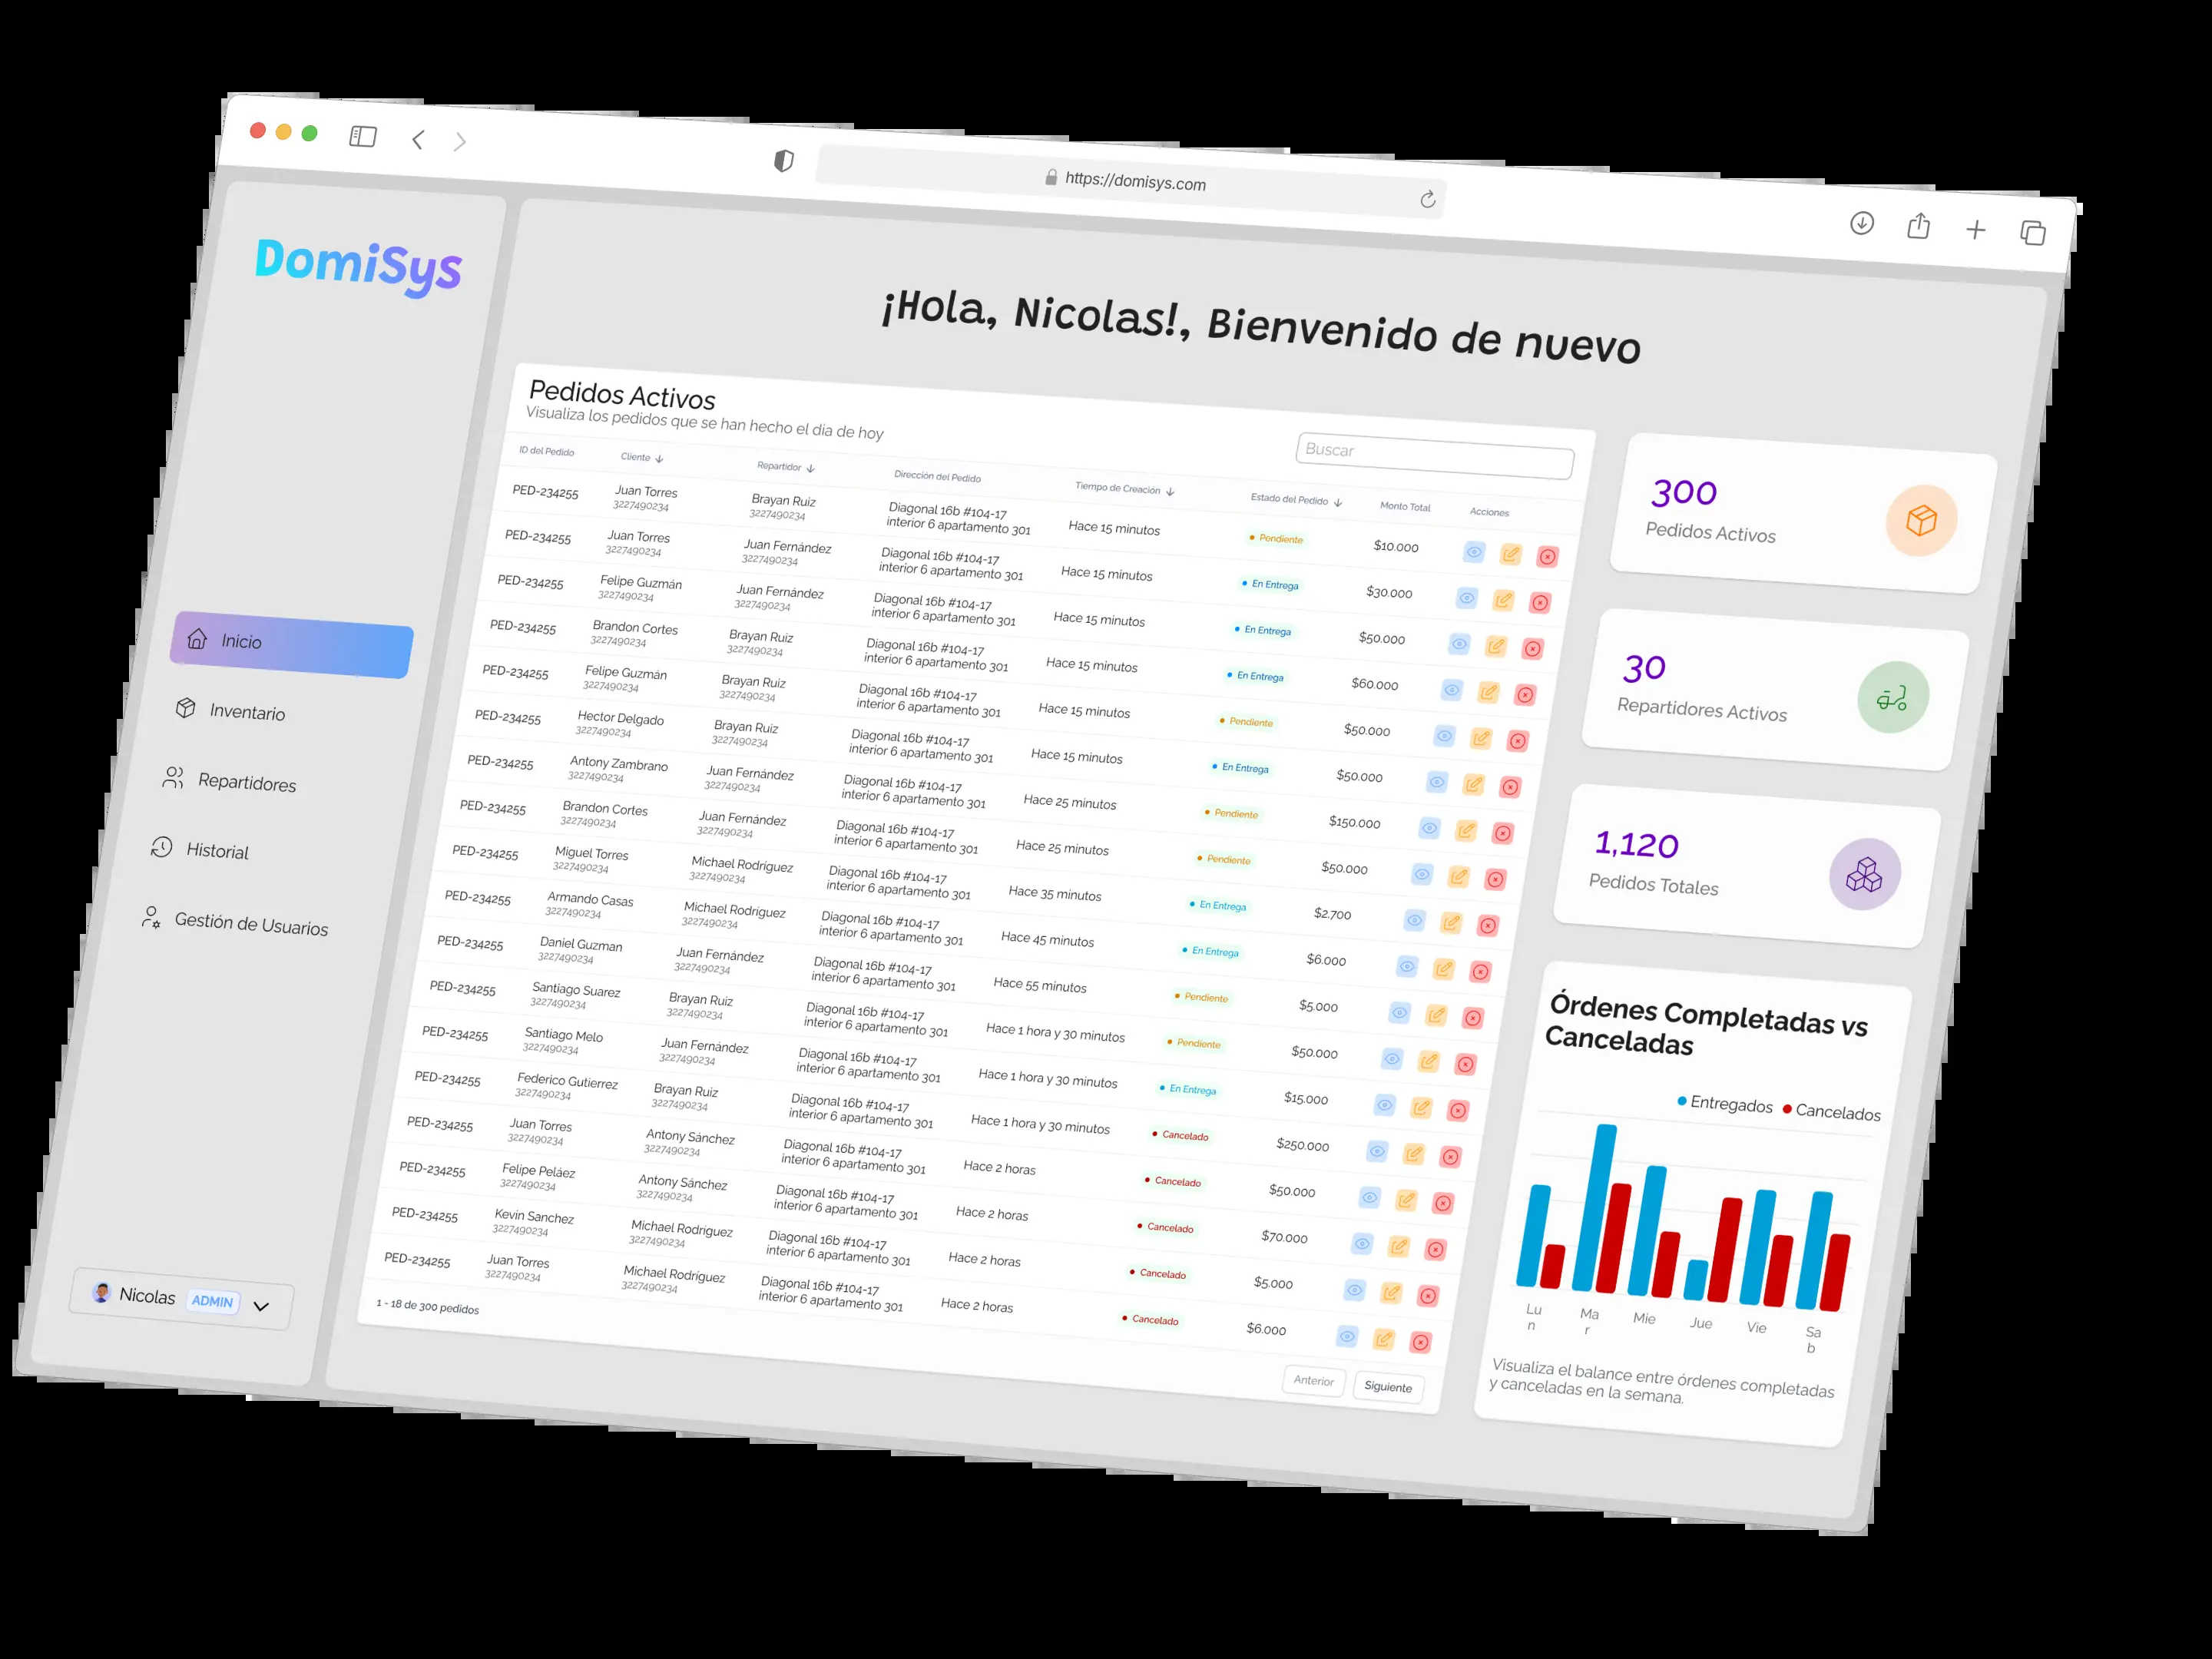 https://domisys.com
DomiSys
Inicio
Inventario
Repartidores
Historial
Gestión de Usuarios
Nicolas ADMIN
¡Hola, Nicolas!, Bienvenido de nuevo
Pedidos Activos
Visualiza los pedidos que se han hecho el dia de hoy
Buscar
ID del Pedido Cliente Repartidor Dirección del Pedido Tiempo de Creación Estado del Pedido Monto Total Acciones
PED-234255 Juan Torres Brayan Ruiz Diagonal 16b #104-17 Hace 15 minutos Pendiente $10.000
3227490234 3227490234 interior 6 apartamento 301
PED-234255 Juan Torres Juan Fernández Diagonal 16b #104-17 Hace 15 minutos En Entrega $30.000
3227490234 3227490234 interior 6 apartamento 301
PED-234255 Felipe Guzmán Juan Fernández Diagonal 16b #104-17 Hace 15 minutos En Entrega $50.000
3227490234 3227490234 interior 6 apartamento 301
PED-234255 Brandon Cortes Brayan Ruiz Diagonal 16b #104-17 Hace 15 minutos En Entrega $60.000
3227490234 3227490234 interior 6 apartamento 301
PED-234255 Felipe Guzmán Brayan Ruiz Diagonal 16b #104-17 Hace 15 minutos Pendiente $50.000
3227490234 3227490234 interior 6 apartamento 301
PED-234255 Hector Delgado Brayan Ruiz Diagonal 16b #104-17 Hace 15 minutos En Entrega $50.000
3227490234 3227490234 interior 6 apartamento 301
PED-234255 Antony Zambrano Juan Fernández Diagonal 16b #104-17 Hace 25 minutos Pendiente $150.000
3227490234 3227490234 interior 6 apartamento 301
PED-234255 Brandon Cortes Juan Fernández Diagonal 16b #104-17 Hace 25 minutos Pendiente $50.000
3227490234 3227490234 interior 6 apartamento 301
PED-234255 Miguel Torres Michael Rodríguez Diagonal 16b #104-17 Hace 35 minutos En Entrega $2.700
3227490234 3227490234 interior 6 apartamento 301
PED-234255 Armando Casas Michael Rodríguez Diagonal 16b #104-17 Hace 45 minutos En Entrega $6.000
3227490234 3227490234 interior 6 apartamento 301
PED-234255 Daniel Guzman Juan Fernández Diagonal 16b #104-17 Hace 55 minutos Pendiente $5.000
3227490234 3227490234 interior 6 apartamento 301
PED-234255 Santiago Suarez Brayan Ruiz Diagonal 16b #104-17 Hace 1 hora y 30 minutos Pendiente $50.000
3227490234 3227490234 interior 6 apartamento 301
PED-234255 Santiago Melo Juan Fernández Diagonal 16b #104-17 Hace 1 hora y 30 minutos En Entrega $15.000
3227490234 3227490234 interior 6 apartamento 301
PED-234255 Federico Gutierrez Brayan Ruiz Diagonal 16b #104-17 Hace 1 hora y 30 minutos Cancelado $250.000
3227490234 3227490234 interior 6 apartamento 301
PED-234255 Juan Torres Antony Sánchez Diagonal 16b #104-17 Hace 2 horas Cancelado $50.000
3227490234 3227490234 interior 6 apartamento 301
PED-234255 Felipe Peláez Antony Sánchez Diagonal 16b #104-17 Hace 2 horas Cancelado $70.000
3227490234 3227490234 interior 6 apartamento 301
PED-234255 Kevin Sanchez Michael Rodríguez Diagonal 16b #104-17 Hace 2 horas Cancelado $5.000
3227490234 3227490234 interior 6 apartamento 301
PED-234255 Juan Torres Michael Rodríguez Diagonal 16b #104-17 Hace 2 horas Cancelado $6.000
3227490234 3227490234 interior 6 apartamento 301
1 - 18 de 300 pedidos
Anterior Siguiente
300
Pedidos Activos
30
Repartidores Activos
1,120
Pedidos Totales
Órdenes Completadas vs
Canceladas
Entregados Cancelados
Lu Ma Mie Jue Vie Sa
n r b
Visualiza el balance entre órdenes completadas
y canceladas en la semana.